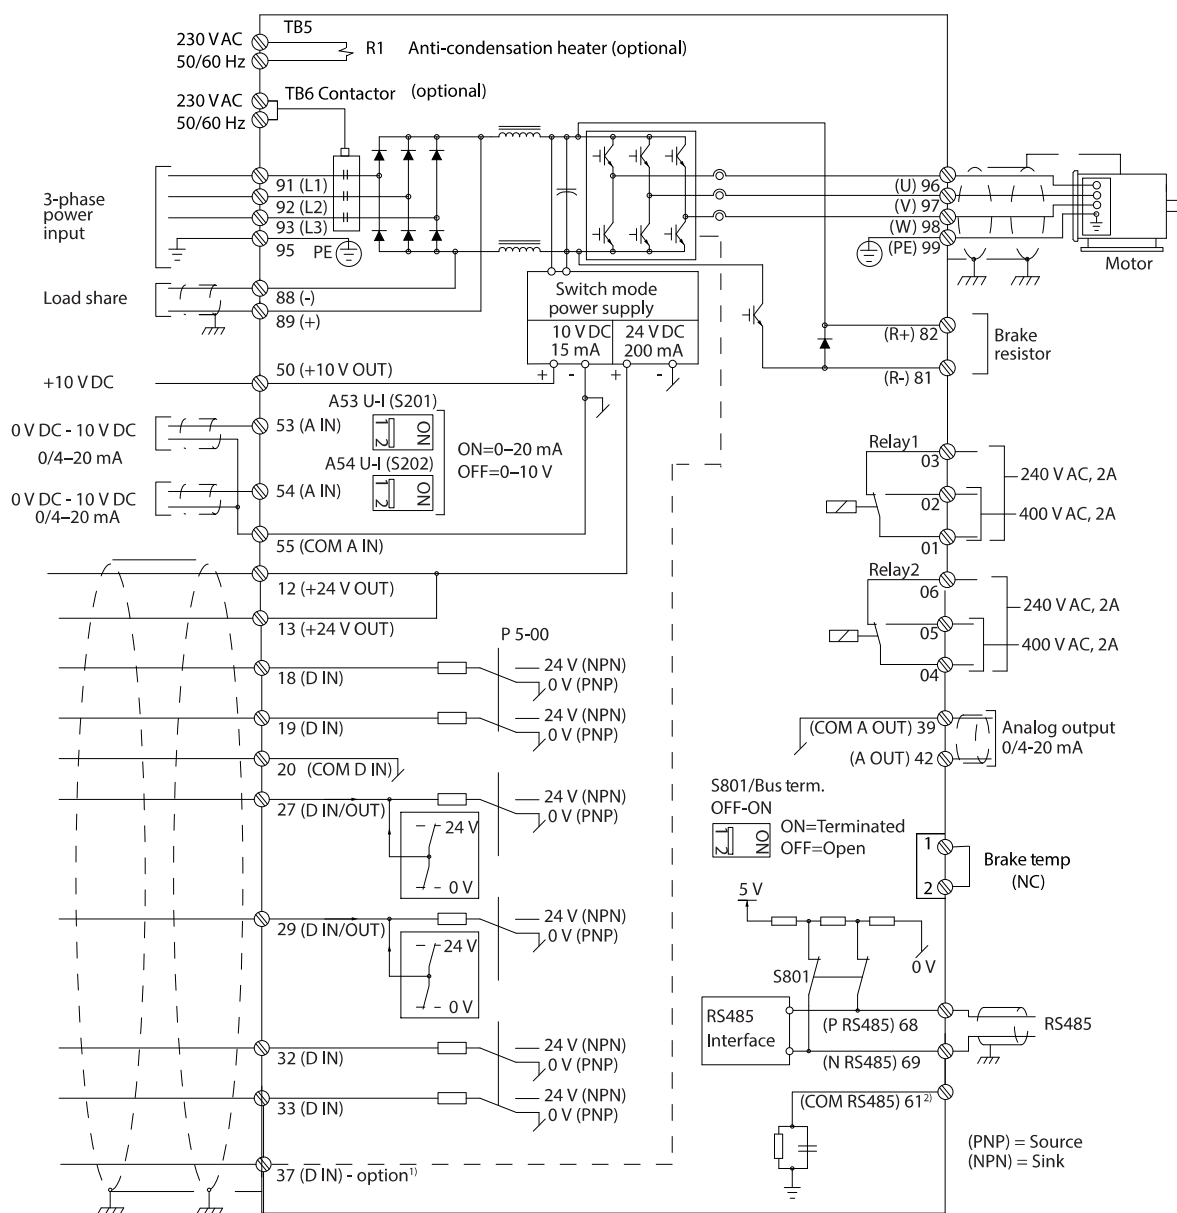 TB5
230 V AC
50/60 Hz
R1
Anti-condensation heater (optional)
TB6 Contactor (optional)
230 V AC
50/60 Hz
3-phase
power
input
91 (L1)
92 (L2)
93 (L3)
95
PE
(U) 96
(V) 97
(W) 98
(PE) 99
Motor
Load share
88 (-)
89 (+)
Switch mode
power supply
10 V DC
15 mA
24 V DC
200 mA
+ - + -
(R+) 82
(R-) 81
Brake
resistor
+10 V DC
50 (+10 V OUT)
A53 U-I (S201)
1 2
ON
53 (A IN)
0 V DC - 10 V DC
0/4–20 mA
A54 U-I (S202)
1 2
ON
ON=0–20 mA
OFF=0–10 V
54 (A IN)
0 V DC - 10 V DC
0/4–20 mA
55 (COM A IN)
12 (+24 V OUT)
13 (+24 V OUT)
Relay1
03
02
01
240 V AC, 2A
400 V AC, 2A
Relay2
06
05
04
240 V AC, 2A
400 V AC, 2A
P 5-00
18 (D IN)
24 V (NPN)
0 V (PNP)
19 (D IN)
24 V (NPN)
0 V (PNP)
20 (COM D IN)
27 (D IN/OUT)
24 V (NPN)
0 V (PNP)
24 V
0 V
29 (D IN/OUT)
24 V (NPN)
0 V (PNP)
24 V
0 V
32 (D IN)
24 V (NPN)
0 V (PNP)
33 (D IN)
24 V (NPN)
0 V (PNP)
37 (D IN) - option1)
(COM A OUT) 39
(A OUT) 42
Analog output
0/4-20 mA
S801/Bus term.
OFF-ON
1 2
ON
ON=Terminated
OFF=Open
1
2
Brake temp
(NC)
5 V
0 V
S801
RS485
Interface
(P RS485) 68
(N RS485) 69
RS485
(COM RS485) 61 2)
(PNP) = Source
(NPN) = Sink